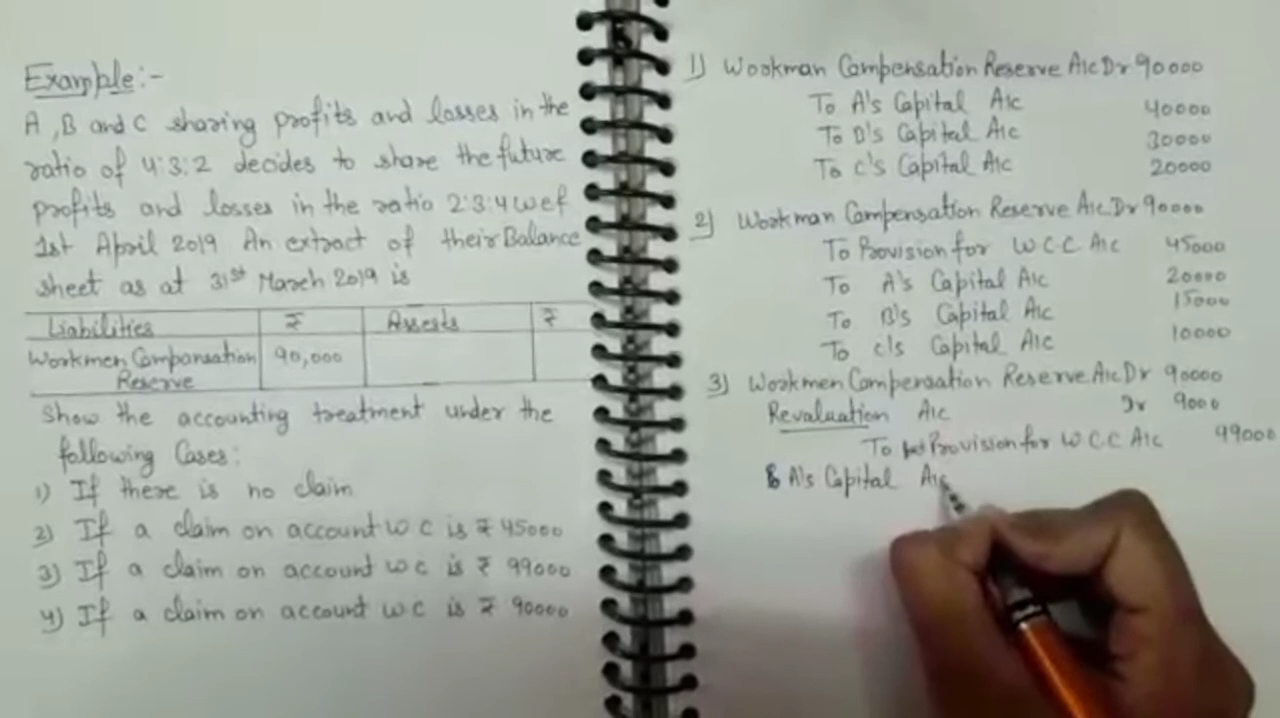 Example:-
A, B and C sharing profits and losses in the
ratio of 4:3:2 decides to share the future
profits and losses in the ratio 2:3:4 wef
1st April 2019 An extract of their Balance
sheet as at 31st March 2019 is
Liabilities ₹ Assests ₹
Workmen Compansation 90,000
Reserve
Show the accounting treatment under the
following Cases:
1) If there is no claim
2) If a claim on account W C is ₹ 45000
3) If a claim on account W C is ₹ 99000
4) If a claim on account W C is ₹ 90000
1) Workman Compensation Reserve A/c Dr 90000
To A's Capital A/c 40000
To B's Capital A/c 30000
To C's Capital A/c 20000
2) Workman Compensation Reserve A/c Dr 90000
To Provision for W C C A/c 45000
To A's Capital A/c 20000
To B's Capital A/c 15000
To C's Capital A/c 10000
3) Workmen Compensation Reserve A/c Dr 90000
Revaluation A/c Dr 9000
To Provision for W C C A/c 99000
A's Capital A/c